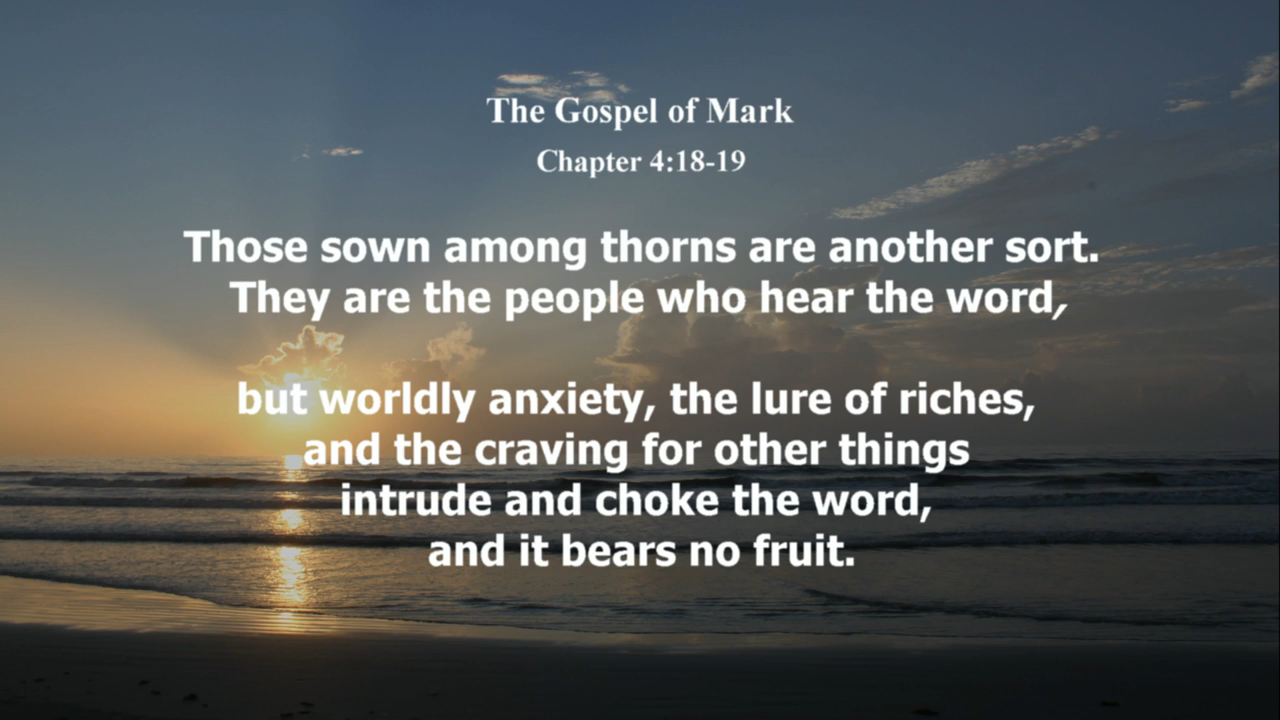 The Gospel of Mark
Chapter 4:18-19
Those sown among thorns are another sort.
They are the people who hear the word,
but worldly anxiety, the lure of riches,
and the craving for other things
intrude and choke the word,
and it bears no fruit.